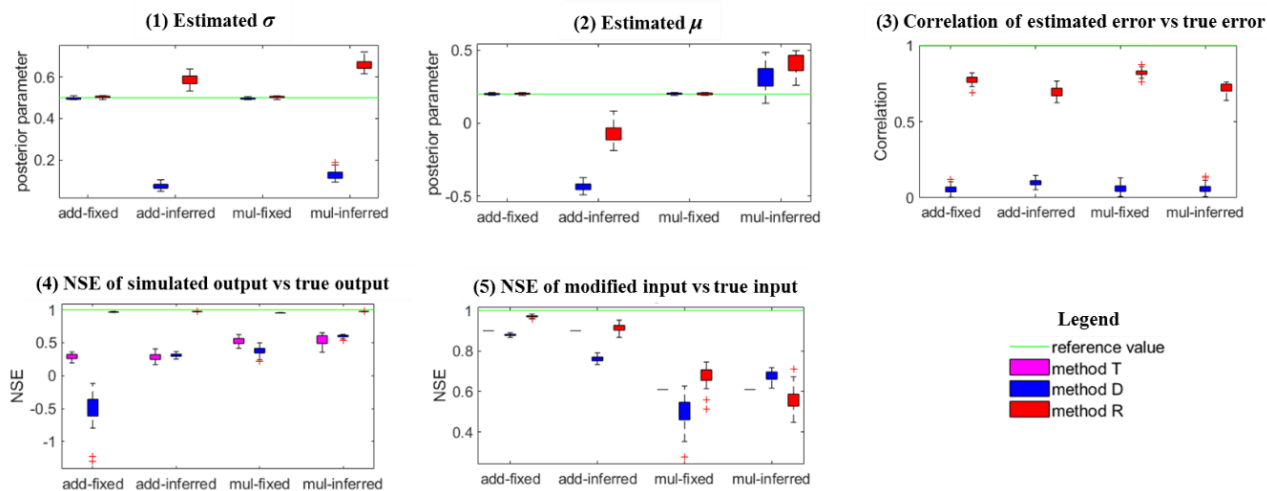 (1) Estimated σ
posterior parameter
0.6
0.4
0.2
add-fixed add-inferred mul-fixed mul-inferred
(2) Estimated μ
posterior parameter
0.5
0
-0.5
add-fixed add-inferred mul-fixed mul-inferred
(3) Correlation of estimated error vs true error
Correlation
1
0.5
0
add-fixed add-inferred mul-fixed mul-inferred
(4) NSE of simulated output vs true output
NSE
1
0.5
0
-0.5
-1
add-fixed add-inferred mul-fixed mul-inferred
(5) NSE of modified input vs true input
NSE
1
0.8
0.6
0.4
add-fixed add-inferred mul-fixed mul-inferred
Legend
reference value
method T
method D
method R